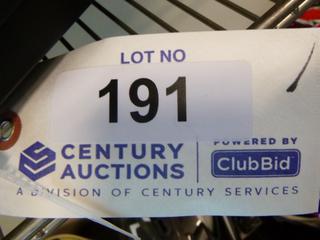 LOT NO
191
CENTURY AUCTIONS
POWERED BY ClubBid
A DIVISION OF CENTURY SERVICES